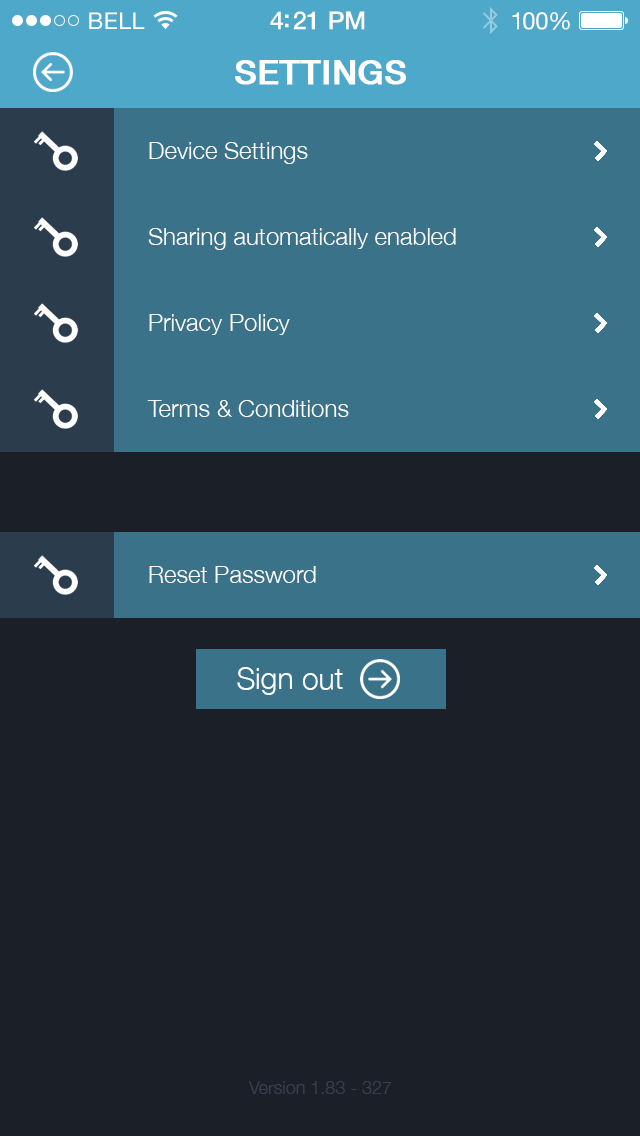 BELL 4:21 PM 100%
SETTINGS
Device Settings
Sharing automatically enabled
Privacy Policy
Terms & Conditions
Reset Password
Sign out
Version 1.83 - 327